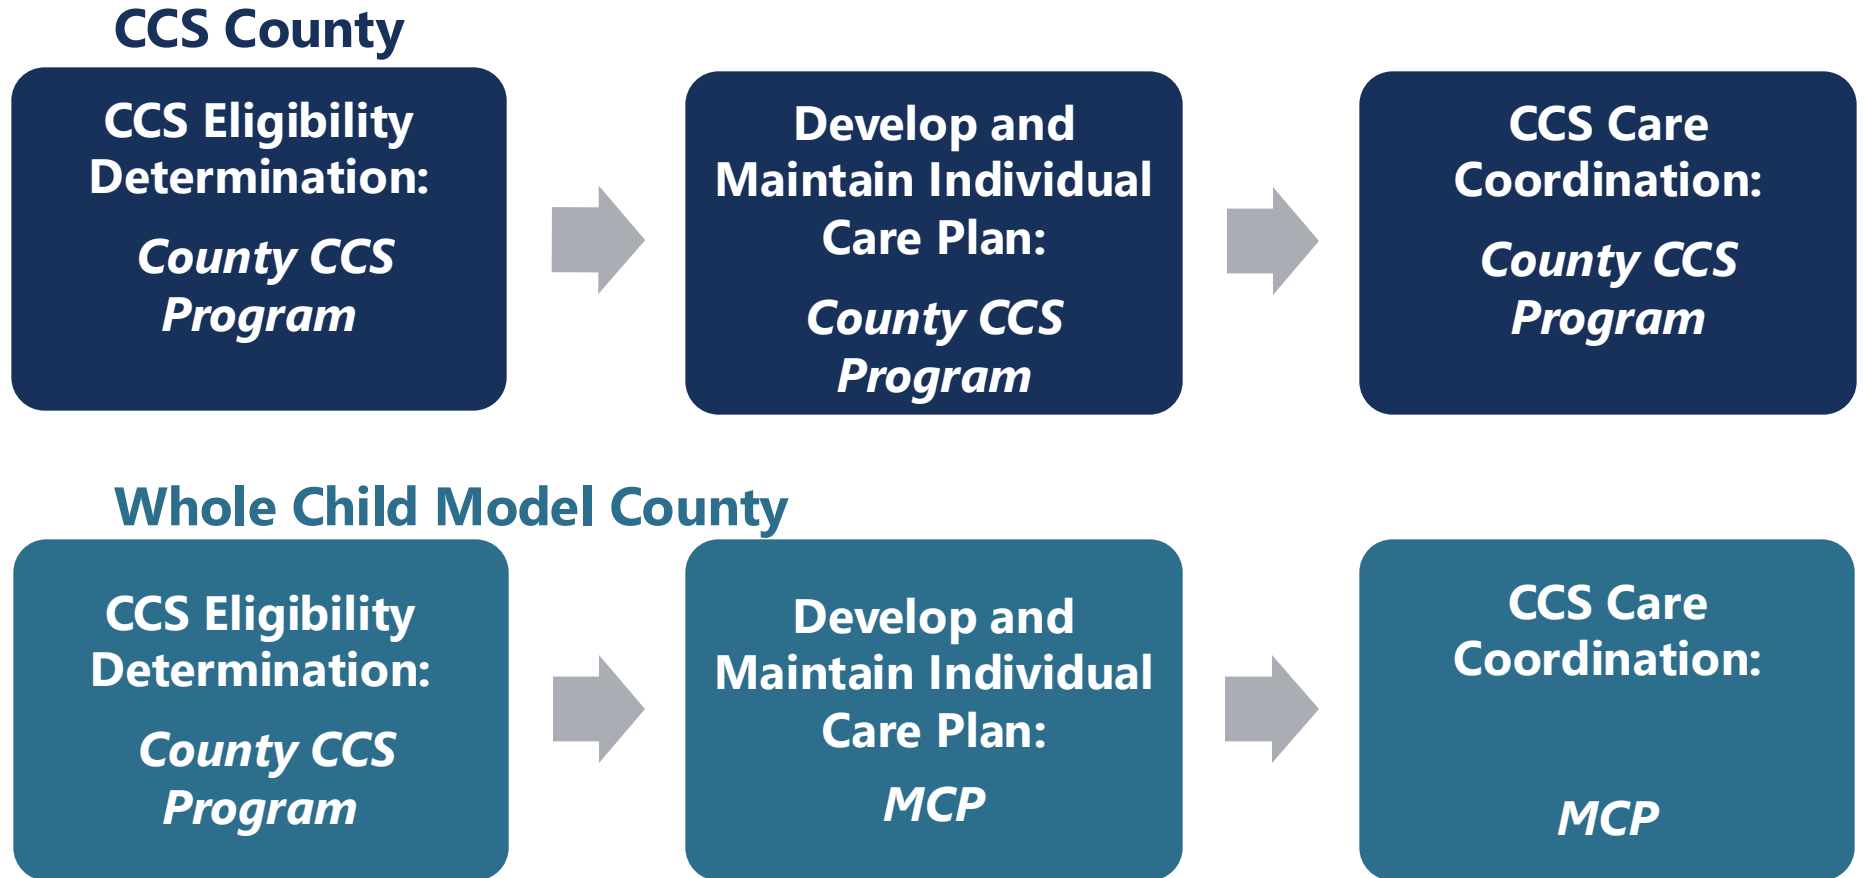 CCS County
CCS Eligibility
Determination:
County CCS
Program
Develop and
Maintain Individual
Care Plan:
County CCS
Program
CCS Care
Coordination:
County CCS
Program
Whole Child Model County
CCS Eligibility
Determination:
County CCS
Program
Develop and
Maintain Individual
Care Plan:
MCP
CCS Care
Coordination:
MCP